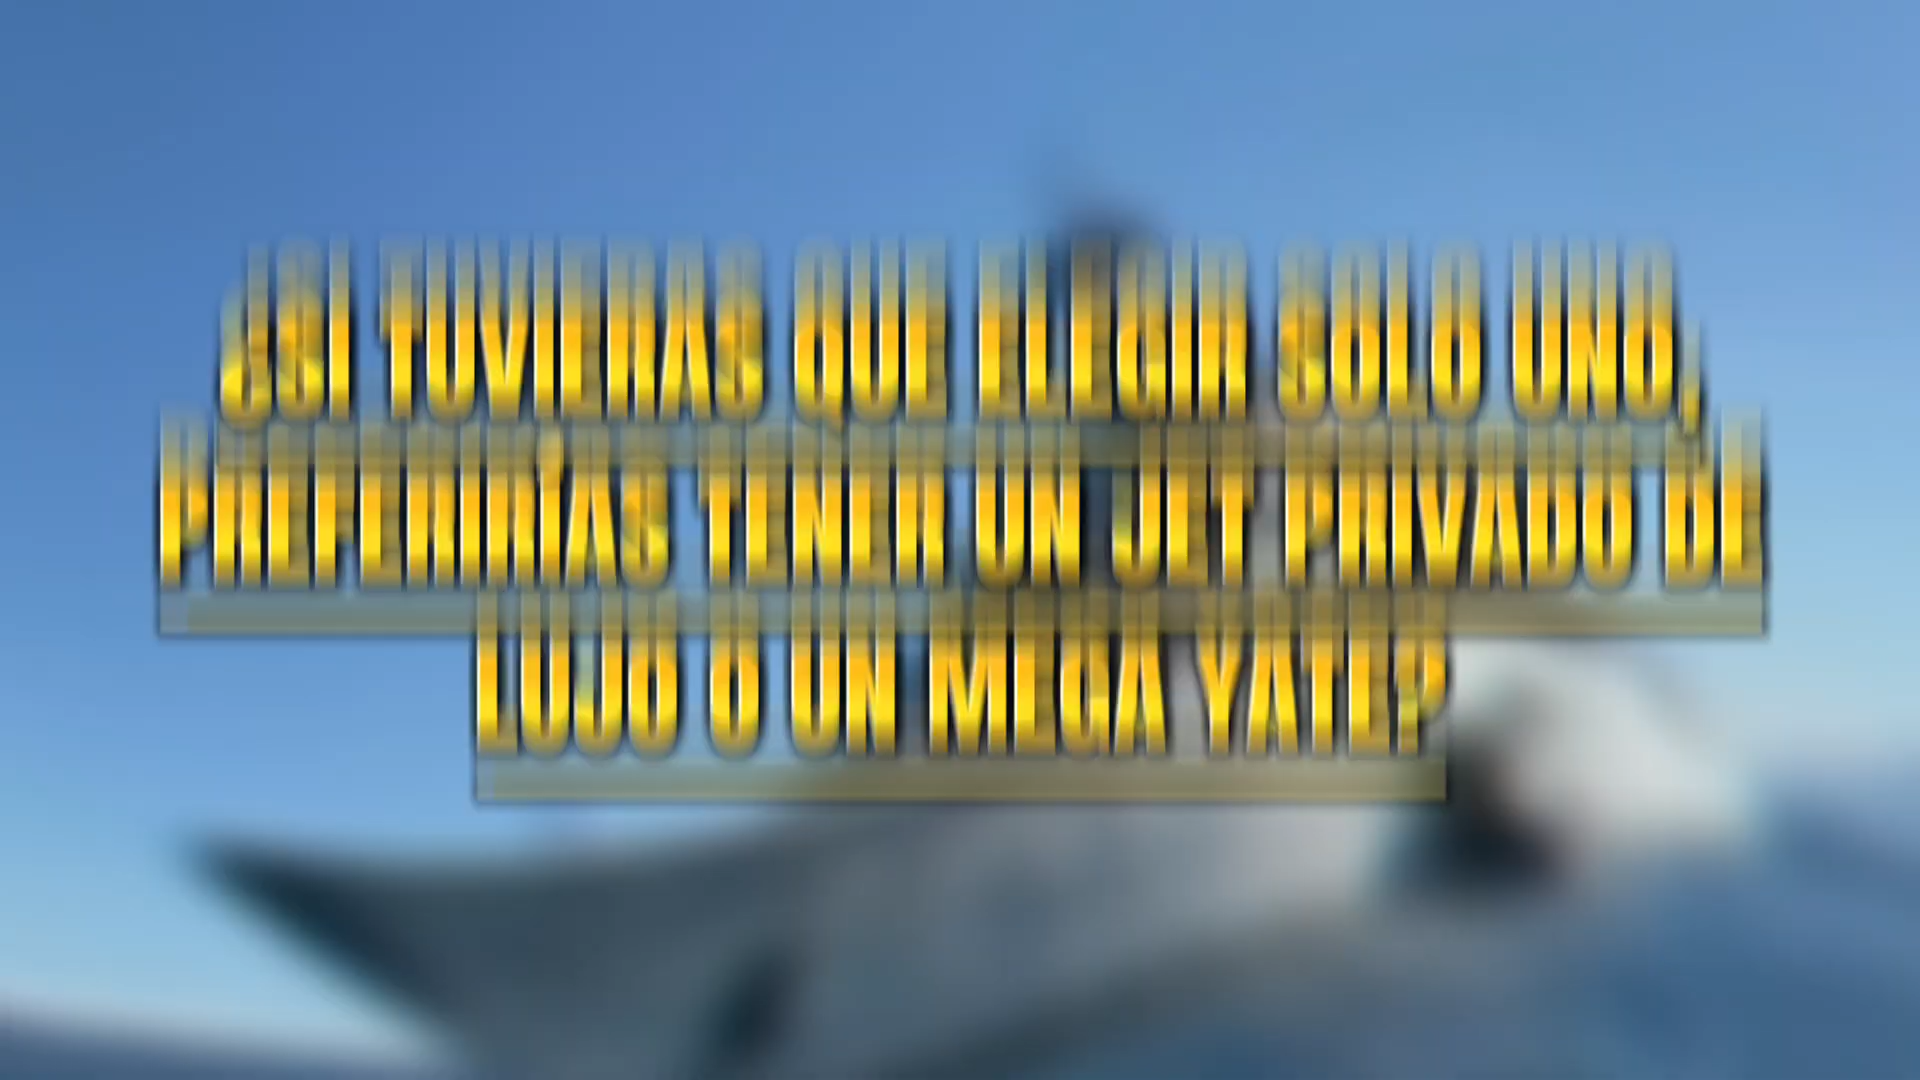 ¿SI TUVIERAS QUE ELEGIR SOLO UNO,
PREFERIRÍAS TENER UN JET PRIVADO DE
LUJO O UN MEGA YATE?